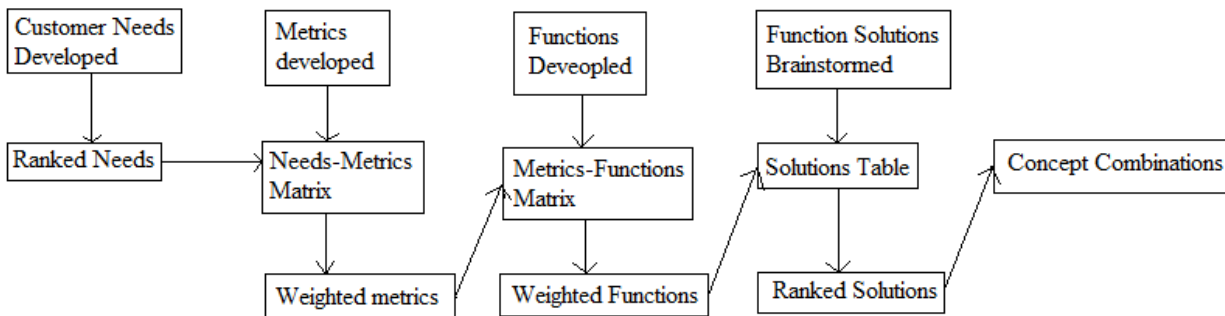 Customer Needs
Developed
Metrics
developed
Functions
Deveopled
Function Solutions
Brainstormed
Ranked Needs
Needs-Metrics
Matrix
Metrics-Functions
Matrix
Solutions Table
Concept Combinations
Weighted metrics
Weighted Functions
Ranked Solutions